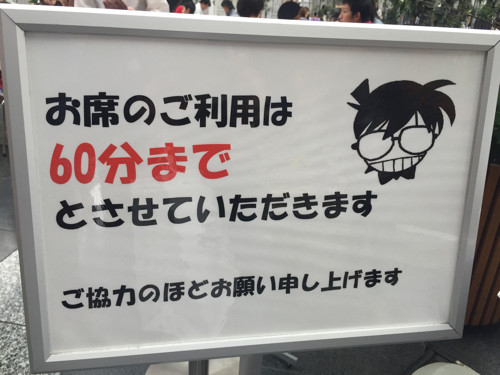 お席のご利用は
60分まで
とさせていただきます
ご協力のほどお願い申し上げます